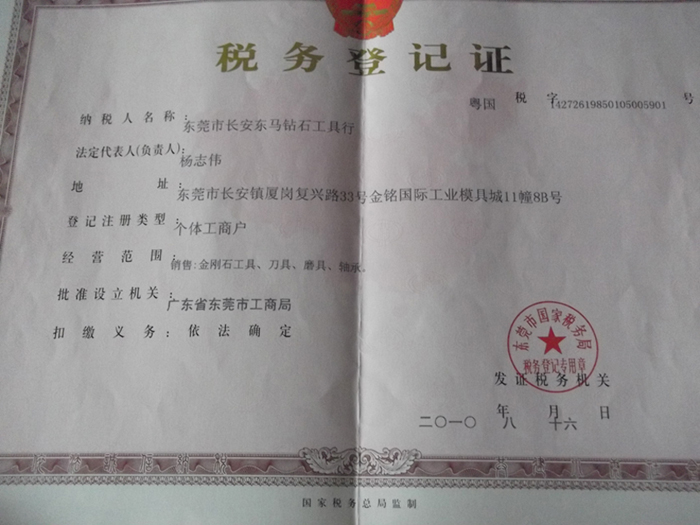 税务登记证
粤国 税 字 142726198501050059​01 号
纳税人名称:
东莞市长安东马钻石工具行
法定代表人(负责人):
杨志伟
地 址:
东莞市长安镇厦岗复兴路33号金铭国际工业模具城11幢8B号
登记注册类型:
个体工商户
经营范围:
销售:金刚石工具、刀具、磨具、轴承。
批准设立机关:
广东省东莞市工商局
扣缴义务:依法确定
东莞市国家税务局
税务登记专用章
发证税务机关
年 月 日
二〇一〇 八 十六
国家税务总局监制